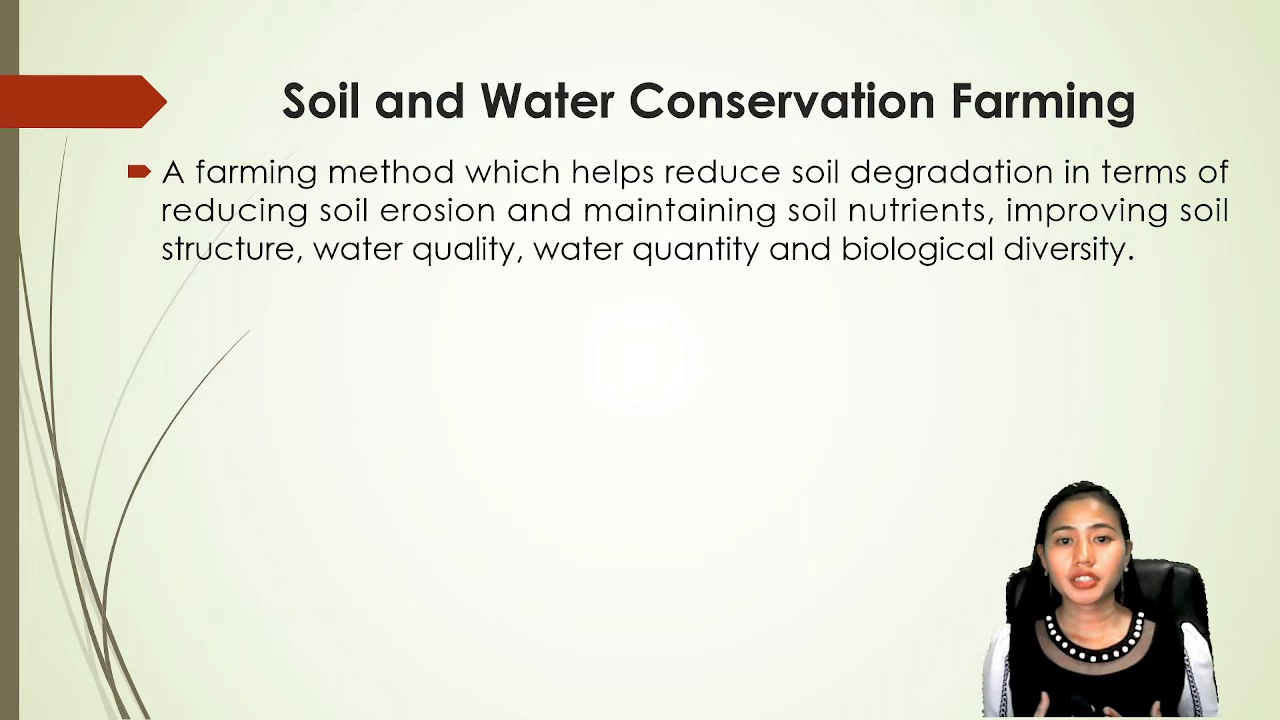 Soil and Water Conservation Farming
A farming method which helps reduce soil degradation in terms of
reducing soil erosion and maintaining soil nutrients, improving soil
structure, water quality, water quantity and biological diversity.